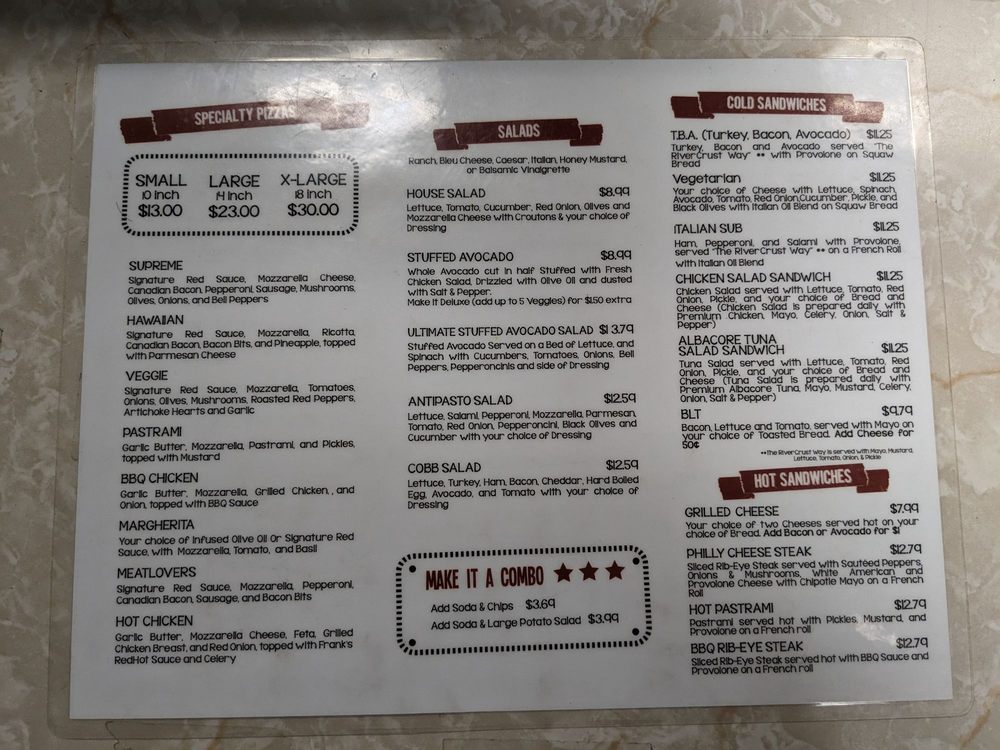 SPECIALTY PIZZAS
SMALL LARGE X-LARGE
10 Inch 14 Inch 18 Inch
$13.00 $23.00 $30.00
SUPREME
Signature Red Sauce, Mozzarella Cheese,
Canadian Bacon, Pepperoni, Sausage, Mushrooms,
Olives, Onions, and Bell Peppers
HAWAIIAN
Signature Red Sauce, Mozzarella, Ricotta,
Canadian Bacon, Bacon Bits, and Pineapple, topped
with Parmesan Cheese
VEGGIE
Signature Red Sauce, Mozzarella, Tomatoes,
Onions, Olives, Mushrooms, Roasted Red Peppers,
Artichoke Hearts and Garlic
PASTRAMI
Garlic Butter, Mozzarella, Pastrami, and Pickles,
topped with Mustard
BBQ CHICKEN
Garlic Butter, Mozzarella, Grilled Chicken, , and
Onion, topped with BBQ Sauce
MARGHERITA
Your choice of Infused Olive Oil Or Signature Red
Sauce, with Mozzarella, Tomato, and Basil
MEATLOVERS
Signature Red Sauce, Mozzarella, Pepperoni,
Canadian Bacon, Sausage, and Bacon Bits
HOT CHICKEN
Garlic Butter, Mozzarella Cheese, Feta, Grilled
Chicken Breast, and Red Onion, topped with Frank's
RedHot Sauce and Celery
SALADS
Ranch, Bleu Cheese, Caesar, Italian, Honey Mustard,
or Balsamic Vinaigrette
HOUSE SALAD $8.99
Lettuce, Tomato, Cucumber, Red Onion, Olives and
Mozzarella Cheese with Croutons & your choice of
Dressing
STUFFED AVOCADO $8.99
Whole Avocado cut in half Stuffed with Fresh
Chicken Salad, Drizzled with Olive Oil and dusted
with Salt & Pepper.
Make it Deluxe (add up to 5 Veggies) for $1.50 extra
ULTIMATE STUFFED AVOCADO SALAD $13.79
Stuffed Avocado Served on a Bed of Lettuce, and
Spinach with Cucumbers, Tomatoes, Onions, Bell
Peppers, Pepperoncinis and side of Dressing
ANTIPASTO SALAD $12.59
Lettuce, Salami, Pepperoni, Mozzarella, Parmesan,
Tomato, Red Onion, Pepperoncini, Black Olives and
Cucumber with your choice of Dressing
COBB SALAD $12.59
Lettuce, Turkey, Ham, Bacon, Cheddar, Hard Boiled
Egg, Avocado, and Tomato with your choice of
Dressing
MAKE IT A COMBO
Add Soda & Chips $3.69
Add Soda & Large Potato Salad $3.99
COLD SANDWICHES
T.B.A. (Turkey, Bacon, Avocado) $11.25
Turkey, Bacon and Avocado served "The
RiverCrust Way" ** with Provolone on Squaw
Bread
Vegetarian $11.25
Your choice of Cheese with Lettuce, Spinach,
Avocado, Tomato, Red Onion,Cucumber, Pickle, and
Black Olives with Italian Oil Blend on Squaw Bread
ITALIAN SUB $11.25
Ham, Pepperoni, and Salami with Provolone,
served "The RiverCrust Way" ** on a French Roll
with Italian Oil Blend
CHICKEN SALAD SANDWICH $11.25
Chicken Salad served with Lettuce, Tomato, Red
Onion, Pickle, and your choice of Bread and
Cheese (Chicken Salad is prepared daily with
Premium Chicken, Mayo, Celery, Onion, Salt &
Pepper)
ALBACORE TUNA
SALAD SANDWICH $11.25
Tuna Salad served with Lettuce, Tomato, Red
Onion, Pickle, and your choice of Bread and
Cheese (Tuna Salad is prepared daily with
Premium Albacore Tuna, Mayo, Mustard, Celery,
Onion, Salt & Pepper)
BLT $9.79
Bacon, Lettuce and Tomato, served with Mayo on
your choice of Toasted Bread. Add Cheese for
50¢
**The RiverCrust Way is served with Mayo, Mustard,
Lettuce, Tomato, Onion, & Pickle
HOT SANDWICHES
GRILLED CHEESE $7.99
Your choice of two Cheeses served hot on your
choice of Bread. Add Bacon or Avocado for $1
PHILLY CHEESE STEAK $12.79
Sliced Rib-Eye Steak served with Sautéed Peppers,
Onions & Mushrooms, White American and
Provolone Cheese with Chipotle Mayo on a French
Roll
HOT PASTRAMI $12.79
Pastrami served hot with Pickles, Mustard, and
Provolone on a French roll
BBQ RIB-EYE STEAK $12.79
Sliced Rib-Eye Steak served hot with BBQ Sauce and
Provolone on a French roll